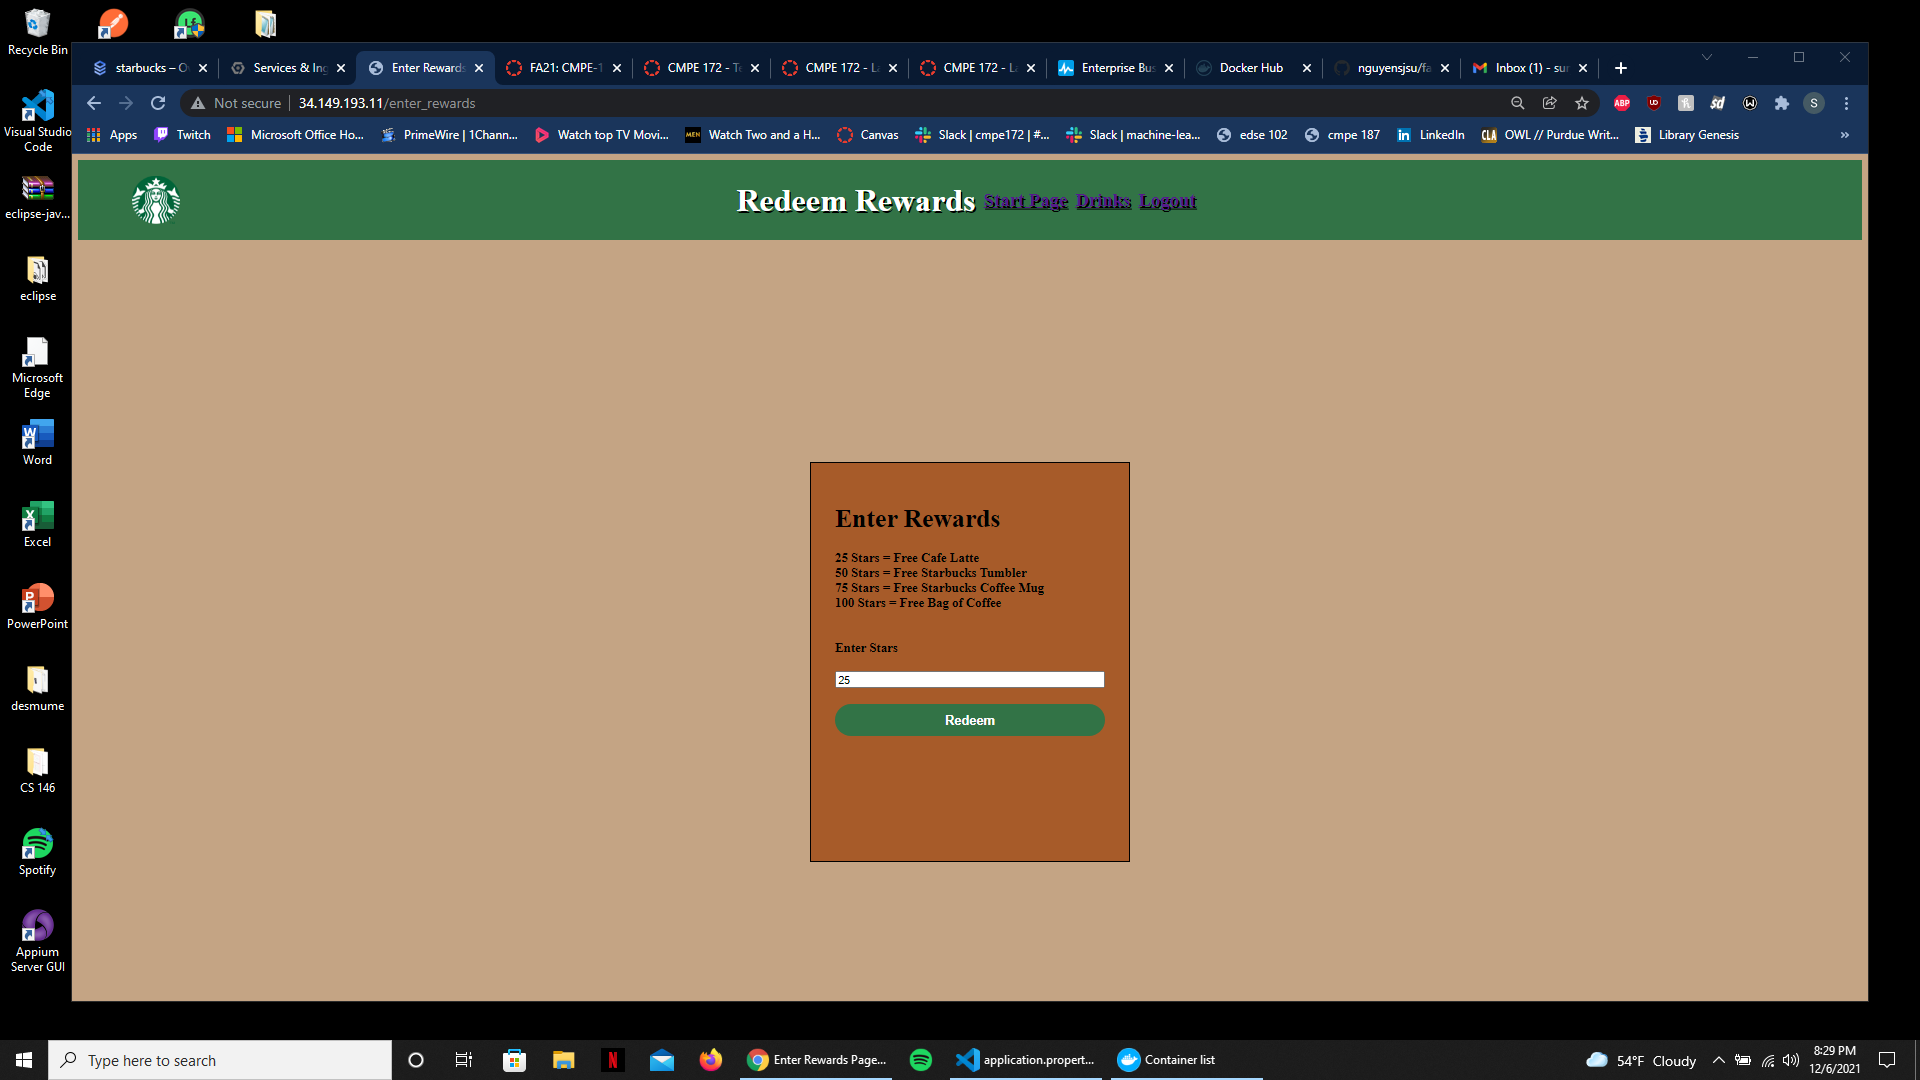 Recycle Bin
starbucks – O
Services & Ing
Enter Rewards
FA21: CMPE-1
CMPE 172 - Te
CMPE 172 - La
CMPE 172 - La
Enterprise Bus
Docker Hub
nguyensjsu/fa
Inbox (1) - sur
Not secure
34.149.193.11/enter_rewards
ABP
S
Apps
Twitch
Microsoft Office Ho...
PrimeWire | 1Chann...
Watch top TV Movi...
MEN
Watch Two and a H...
Canvas
Slack | cmpe172 | #...
Slack | machine-lea...
edse 102
cmpe 187
in
LinkedIn
CLA
OWL // Purdue Writ...
Library Genesis
»
Visual Studio
Code
eclipse-jav...
eclipse
Microsoft
Edge
Word
Excel
PowerPoint
desmume
CS 146
Spotify
Appium
Server GUI
Redeem Rewards Start Page Drinks Logout
Enter Rewards
25 Stars = Free Cafe Latte
50 Stars = Free Starbucks Tumbler
75 Stars = Free Starbucks Coffee Mug
100 Stars = Free Bag of Coffee
Enter Stars
25
Redeem
Type here to search
N
Enter Rewards Page...
application.propert...
Container list
54°F Cloudy
8:29 PM
12/6/2021